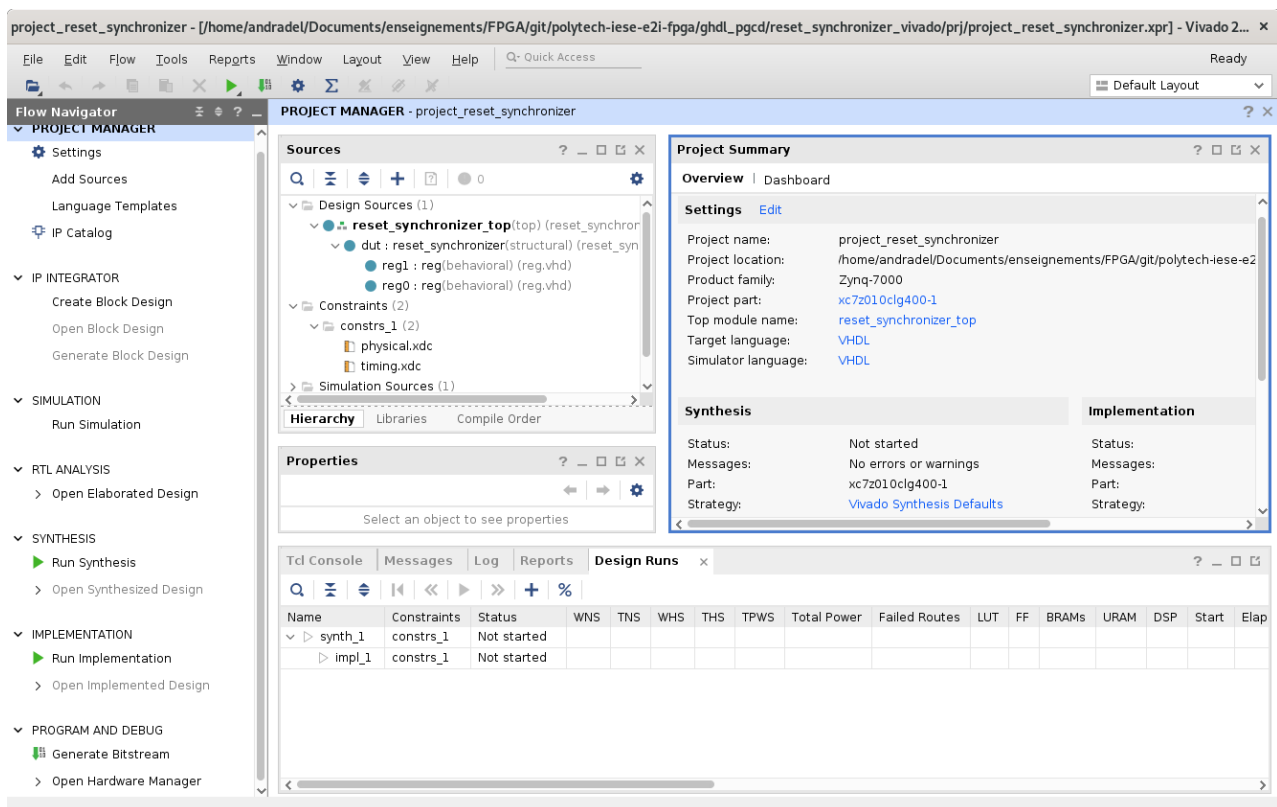 project_reset_synchronizer - [/home/andradel/Documents/enseignements/FPGA/git/polytech-iese-e2i-fpga/ghdl_pgcd/reset_synchronizer_vivado/prj/project_reset_synchronizer.xpr] - Vivado 2...
File Edit Flow Tools Reports Window Layout View Help Q- Quick Access Ready
Default Layout
Flow Navigator
PROJECT MANAGER
Settings
Add Sources
Language Templates
IP Catalog
IP INTEGRATOR
Create Block Design
Open Block Design
Generate Block Design
SIMULATION
Run Simulation
RTL ANALYSIS
Open Elaborated Design
SYNTHESIS
Run Synthesis
Open Synthesized Design
IMPLEMENTATION
Run Implementation
Open Implemented Design
PROGRAM AND DEBUG
Generate Bitstream
Open Hardware Manager
PROJECT MANAGER - project_reset_synchronizer
Sources
0
Design Sources (1)
reset_synchronizer_top(top) (reset_synchror
dut : reset_synchronizer(structural) (reset_syn
reg1 : reg(behavioral) (reg.vhd)
reg0 : reg(behavioral) (reg.vhd)
Constraints (2)
constrs_1 (2)
physical.xdc
timing.xdc
Simulation Sources (1)
Hierarchy Libraries Compile Order
Properties
Select an object to see properties
Project Summary
Overview | Dashboard
Settings Edit
Project name: project_reset_synchronizer
Project location: /home/andradel/Documents/enseignements/FPGA/git/polytech-iese-e2
Product family: Zynq-7000
Project part: xc7z010clg400-1
Top module name: reset_synchronizer_top
Target language: VHDL
Simulator language: VHDL
Synthesis Implementation
Status: Not started Status:
Messages: No errors or warnings Messages:
Part: xc7z010clg400-1 Part:
Strategy: Vivado Synthesis Defaults Strategy:
Tcl Console Messages Log Reports Design Runs
Name Constraints Status WNS TNS WHS THS TPWS Total Power Failed Routes LUT FF BRAMs URAM DSP Start Elap
synth_1 constrs_1 Not started
impl_1 constrs_1 Not started